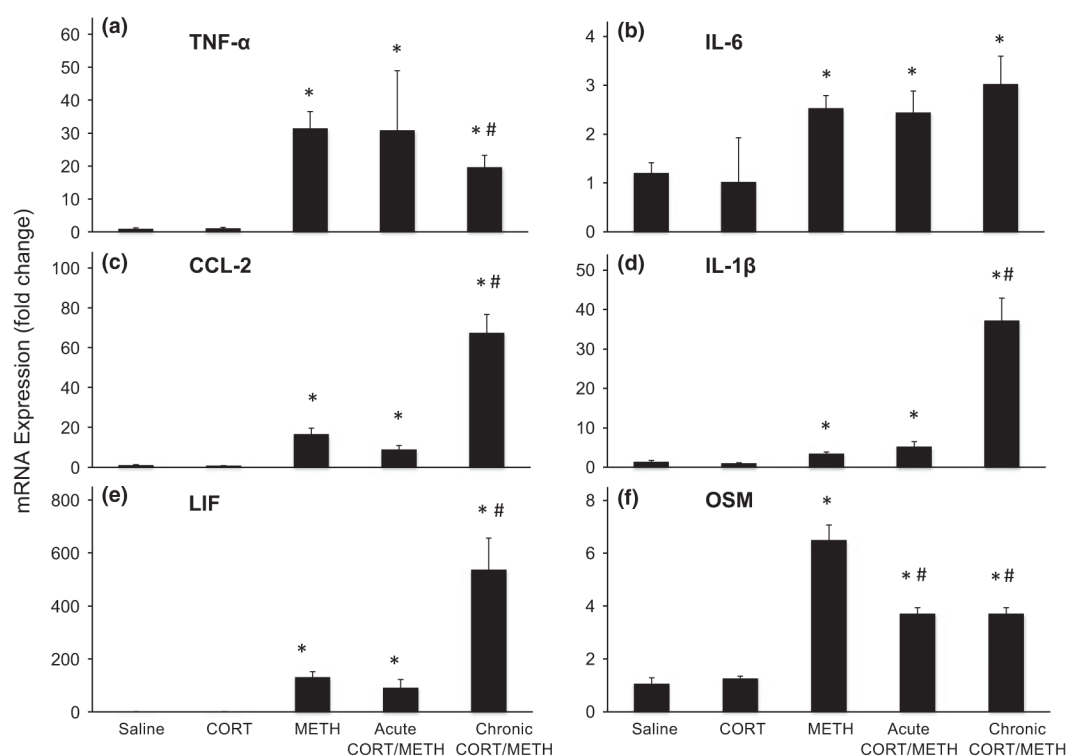 mRNA Expression (fold change)
(a)
TNF-α
60
50
40
30
20
10
0
*
*
* #
(b)
IL-6
4
3
2
1
0
*
*
*
(c)
CCL-2
100
80
60
40
20
0
*
*
* #
(d)
IL-1β
50
40
30
20
10
0
*
*
*#
(e)
LIF
800
600
400
200
0
*
*
* #
Saline
CORT
METH
Acute
CORT/METH
Chronic
CORT/METH
(f)
OSM
8
6
4
2
0
*
* #
*#
Saline
CORT
METH
Acute
CORT/METH
Chronic
CORT/METH